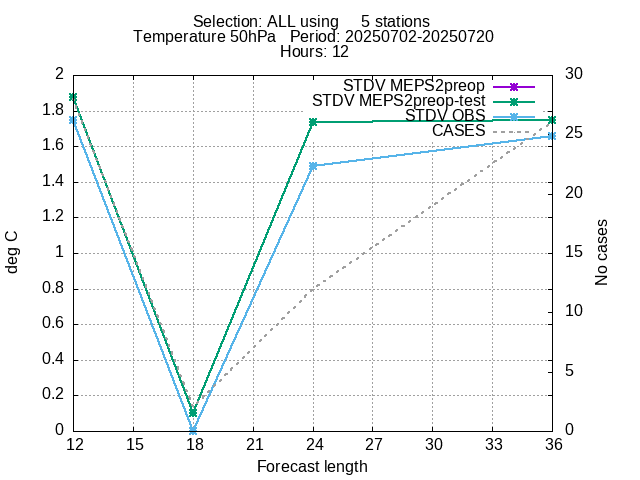 Selection: ALL using     5 stations
Temperature 50hPa   Period: 20250702-20250720
Hours: 12
STDV MEPS2preop
STDV MEPS2preop-test
STDV OBS
CASES
2
1.8
1.6
1.4
1.2
1
0.8
0.6
0.4
0.2
0
30
25
20
15
10
5
0
deg C
No cases
12 15 18 21 24 27 30 33 36
Forecast length